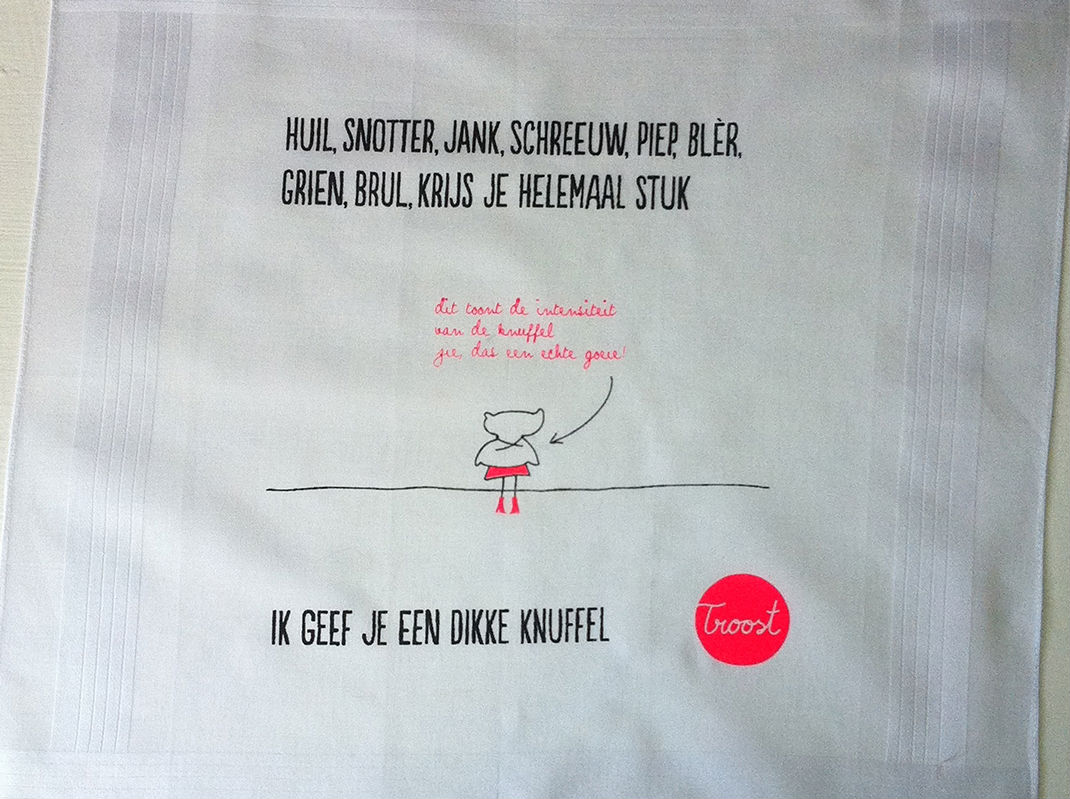 HUIL, SNOTTER, JANK, SCHREEUW, PIEP, BLÈR,
GRIEN, BRUL, KRIJS JE HELEMAAL STUK
dit toont de intensiteit
van de knuffel
jee, das een echte goeie!
IK GEEF JE EEN DIKKE KNUFFEL
Troost